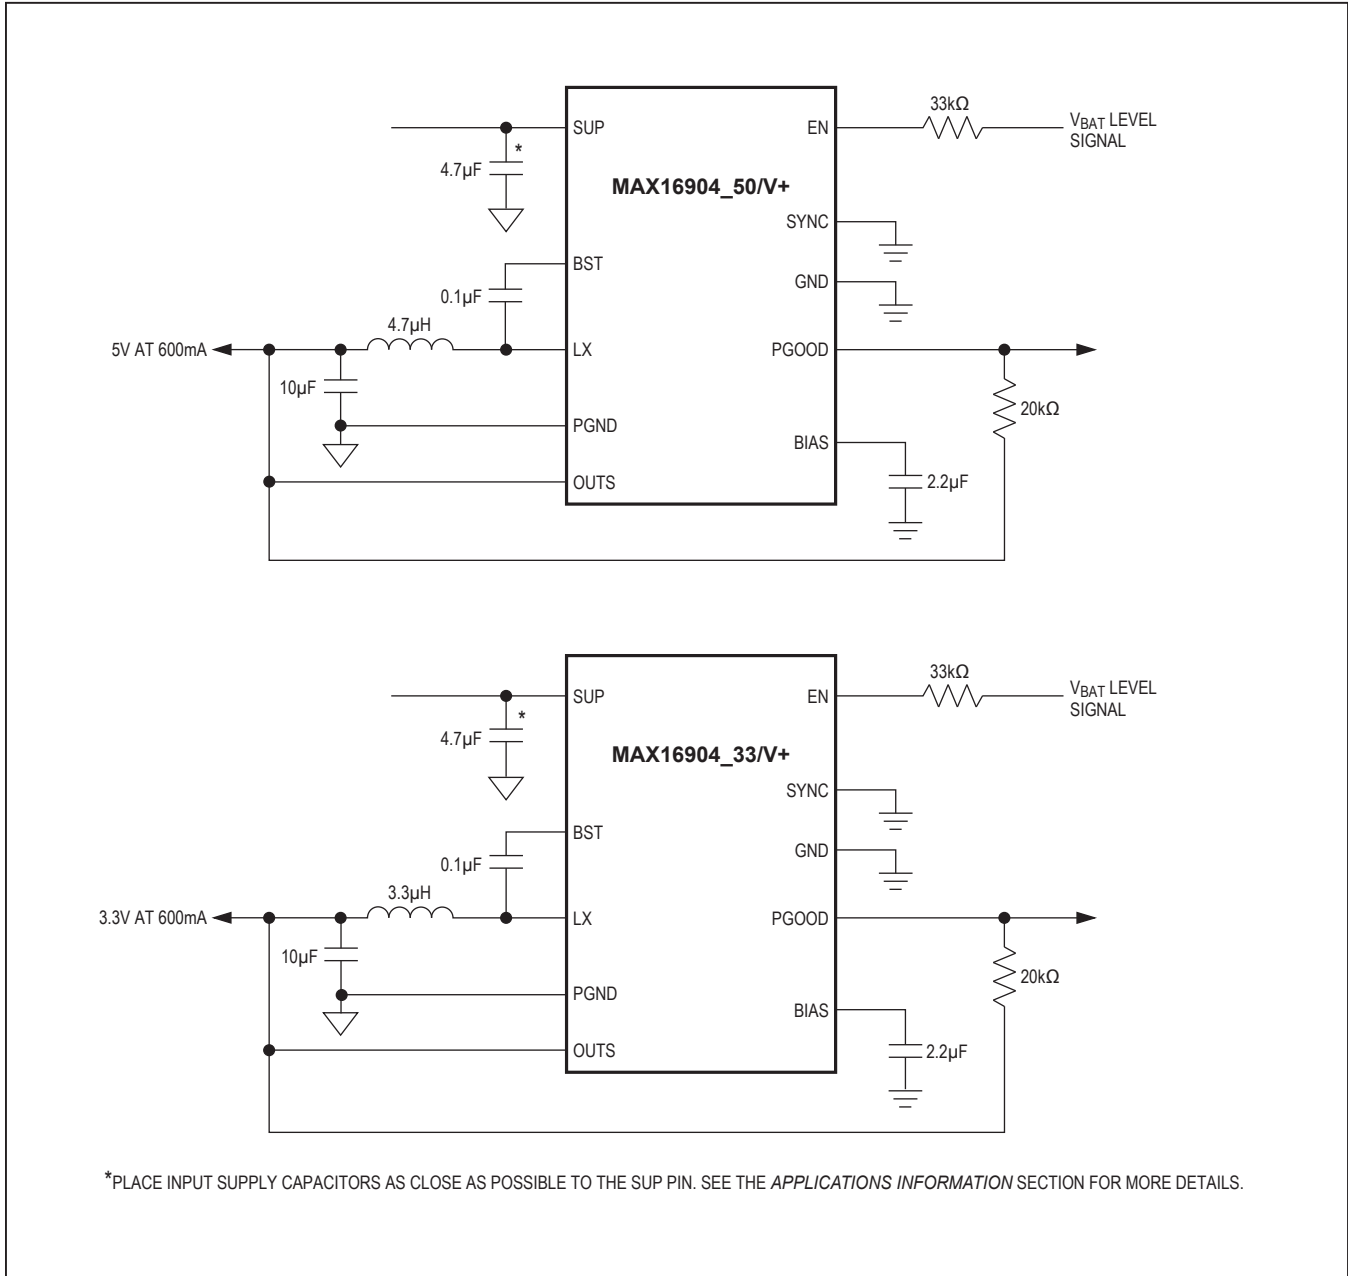 33kΩ
SUP
EN
V_BAT LEVEL
SIGNAL
*
4.7µF
MAX16904_50/V+
SYNC
BST
GND
0.1µF
4.7µH
5V AT 600mA
LX
PGOOD
10µF
20kΩ
PGND
BIAS
OUTS
2.2µF
33kΩ
SUP
EN
V_BAT LEVEL
SIGNAL
*
4.7µF
MAX16904_33/V+
SYNC
BST
GND
0.1µF
3.3µH
3.3V AT 600mA
LX
PGOOD
10µF
20kΩ
PGND
BIAS
OUTS
2.2µF
*PLACE INPUT SUPPLY CAPACITORS AS CLOSE AS POSSIBLE TO THE SUP PIN. SEE THE APPLICATIONS INFORMATION SECTION FOR MORE DETAILS.